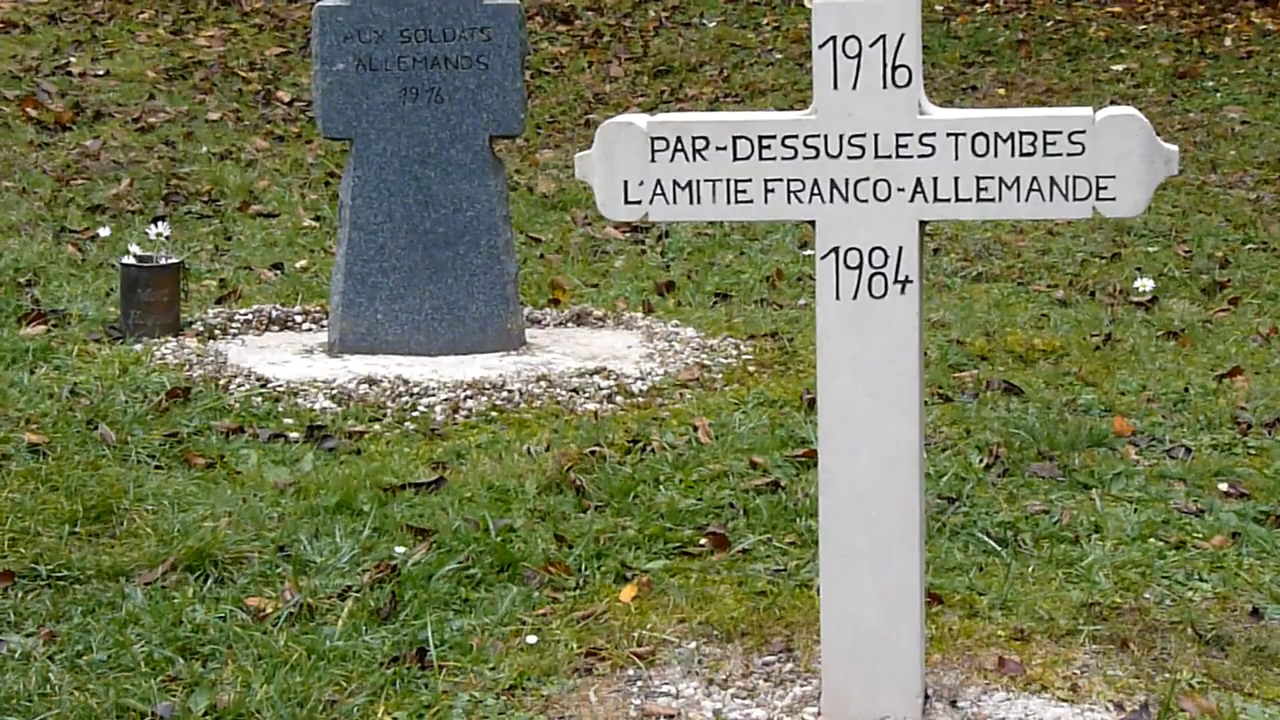 AUX SOLDATS
ALLEMANDS
1916
1916
PAR-DESSUS LES TOMBES
L'AMITIE FRANCO-ALLEMANDE
1984